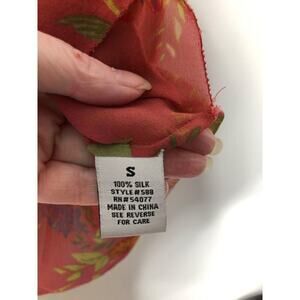 S
100% SILK
STYLE#588
RN#54077
MADE IN CHINA
SEE REVERSE
FOR CARE